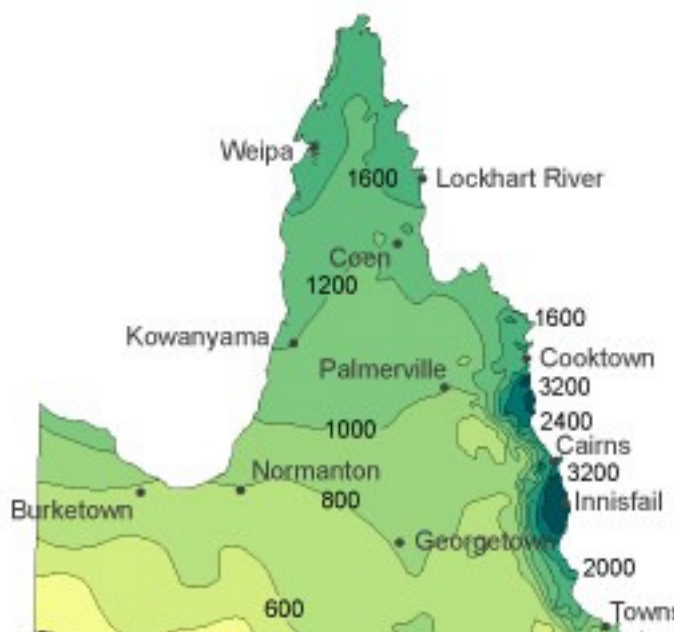 Weipa
1600
Lockhart River
Coen
1200
1600
Kowanyama
Cooktown
Palmerville
3200
2400
1000
Cairns
Normanton
3200
800
Innisfail
Burketown
Georgetown
2000
600
Towns